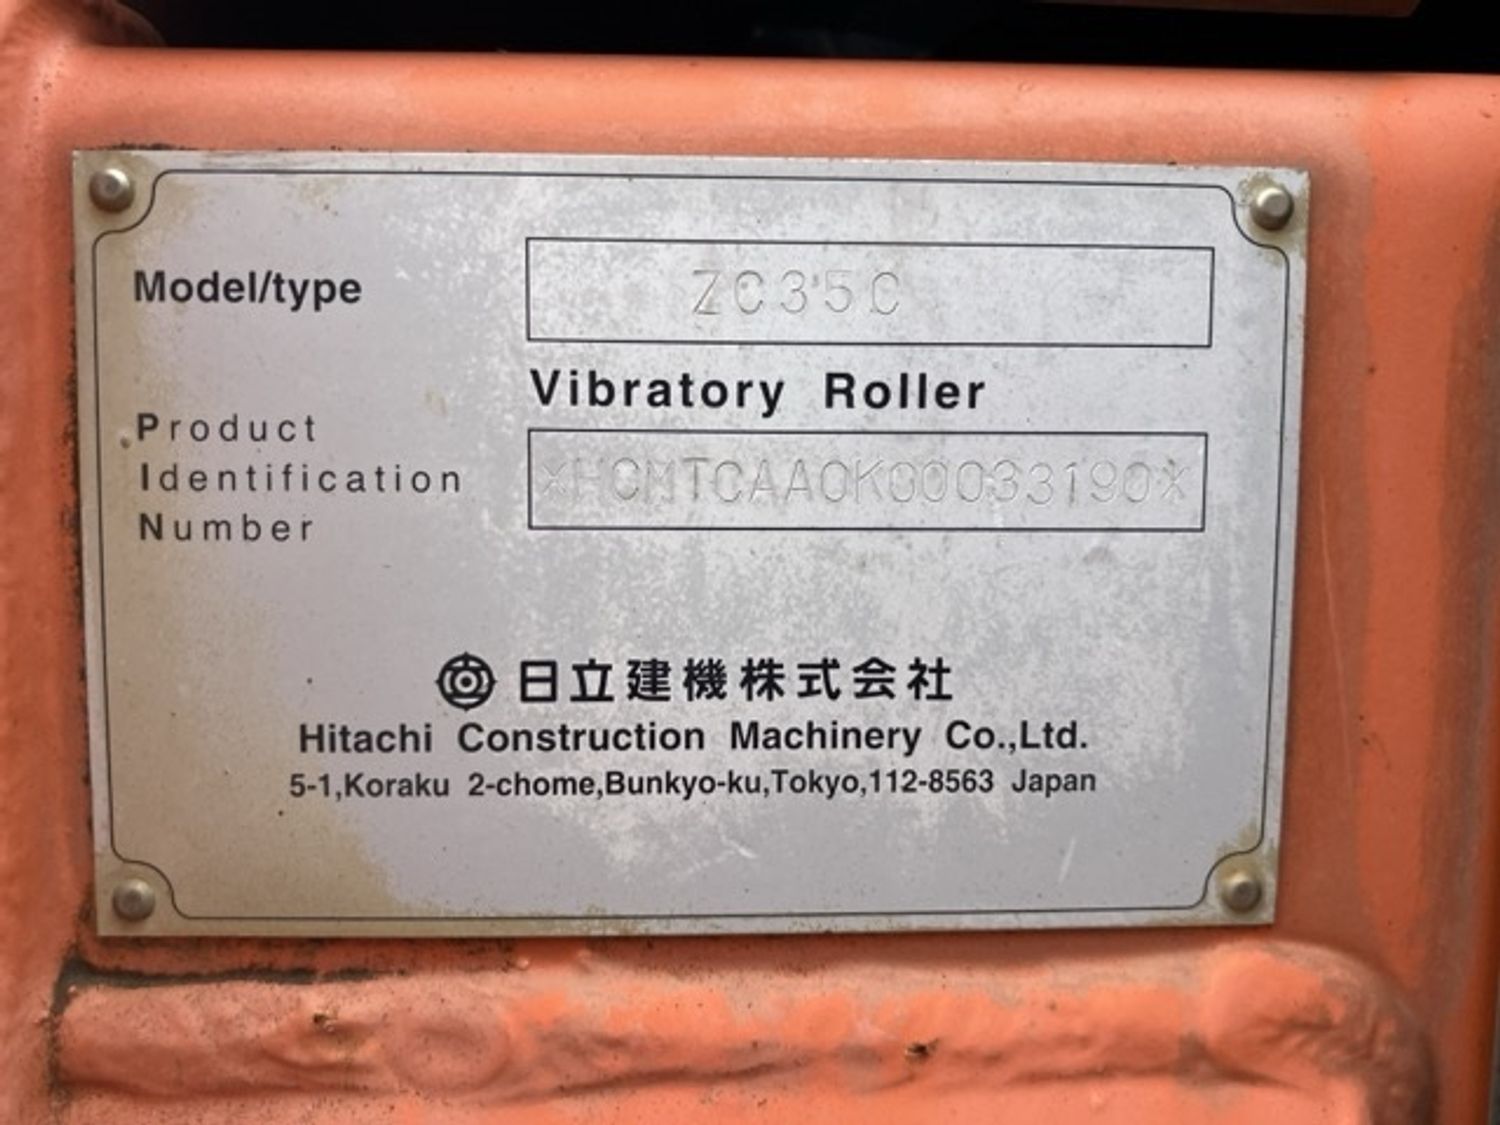 Model/type ZC35C
Vibratory Roller
Product
Identification *HCMTCAA0K00033190*
Number
日立建機株式会社
Hitachi Construction Machinery Co.,Ltd.
5-1,Koraku 2-chome,Bunkyo-ku,Tokyo,112-8563 Japan